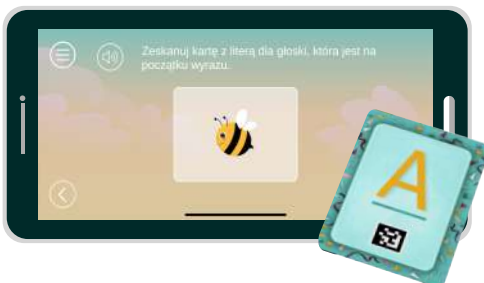 Zeskanuj kartę z literą dla głoski, która jest na
początku wyrazu.
A